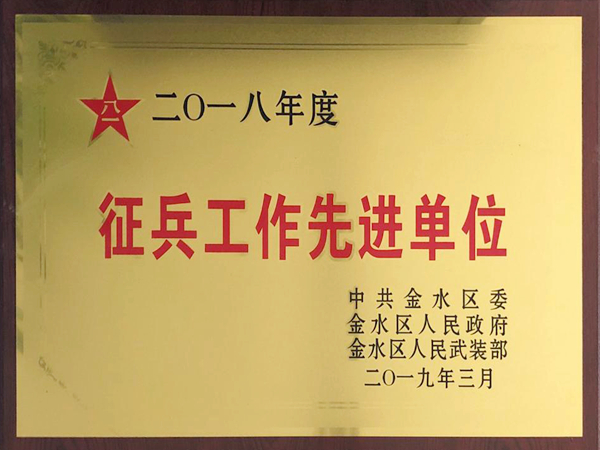 八一
二〇一八年度
征兵工作先进单位
中共金水区委
金水区人民政府
金水区人民武装部
二〇一九年三月